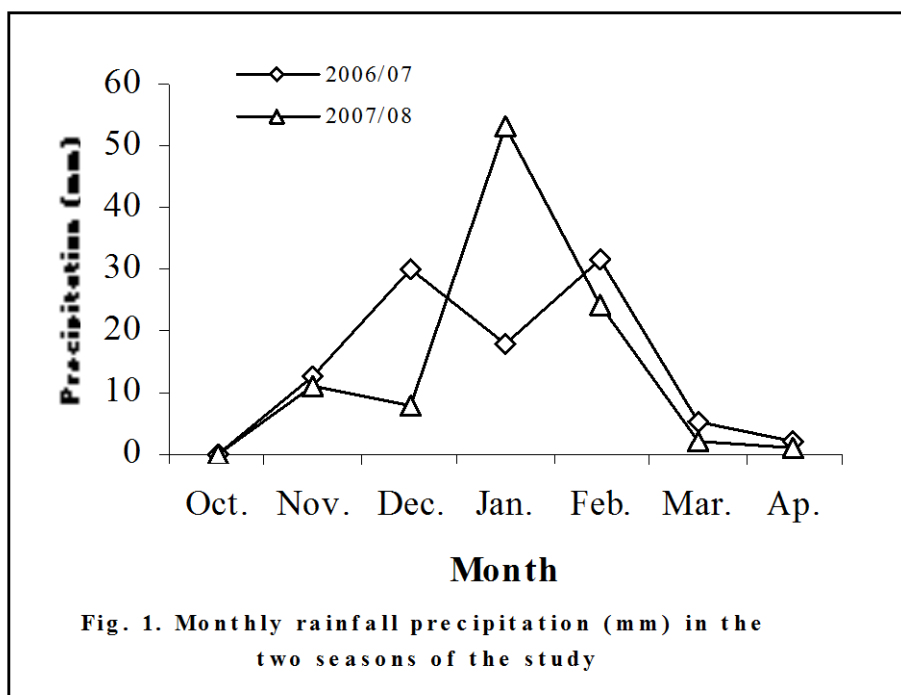 2006/07
2007/08
60
50
40
30
20
10
0
Precipitation (mm)
Oct. Nov. Dec. Jan. Feb. Mar. Ap.
Month
Fig. 1. Monthly rainfall precipitation (mm) in the
two seasons of the study